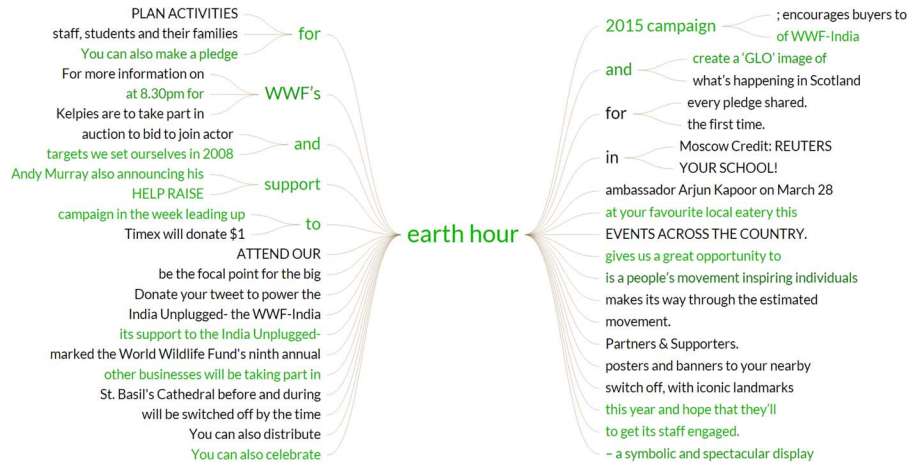 PLAN ACTIVITIES
staff, students and their families
You can also make a pledge
for
For more information on
at 8.30pm for
Kelpies are to take part in
WWF's
auction to bid to join actor
targets we set ourselves in 2008
and
Andy Murray also announcing his
HELP RAISE
support
campaign in the week leading up
Timex will donate $1
to
ATTEND OUR
be the focal point for the big
Donate your tweet to power the
India Unplugged- the WWF-India
its support to the India Unplugged-
marked the World Wildlife Fund's ninth annual
other businesses will be taking part in
St. Basil's Cathedral before and during
will be switched off by the time
You can also distribute
You can also celebrate
earth hour
2015 campaign
; encourages buyers to
of WWF-India
and
create a ‘GLO’ image of
what’s happening in Scotland
for
every pledge shared.
the first time.
in
Moscow Credit: REUTERS
YOUR SCHOOL!
ambassador Arjun Kapoor on March 28
at your favourite local eatery this
EVENTS ACROSS THE COUNTRY.
gives us a great opportunity to
is a people’s movement inspiring individuals
makes its way through the estimated
movement.
Partners & Supporters.
posters and banners to your nearby
switch off, with iconic landmarks
this year and hope that they’ll
to get its staff engaged.
– a symbolic and spectacular display